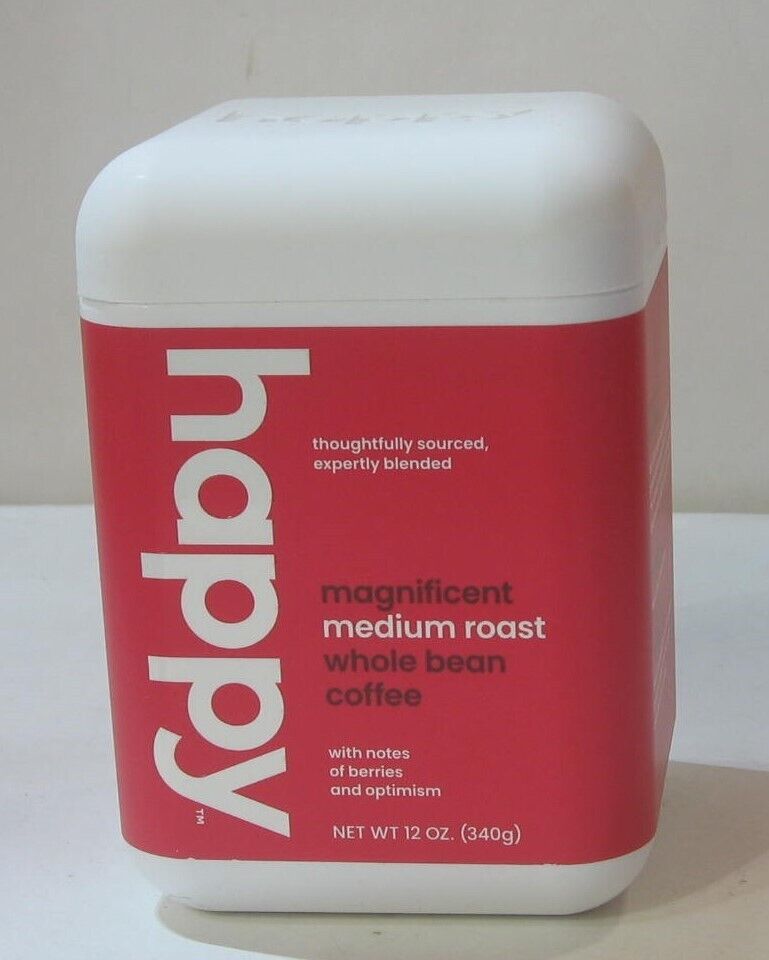 happy
™
thoughtfully sourced,
expertly blended
magnificent
medium roast
whole bean
coffee
with notes
of berries
and optimism
NET WT 12 OZ. (340g)